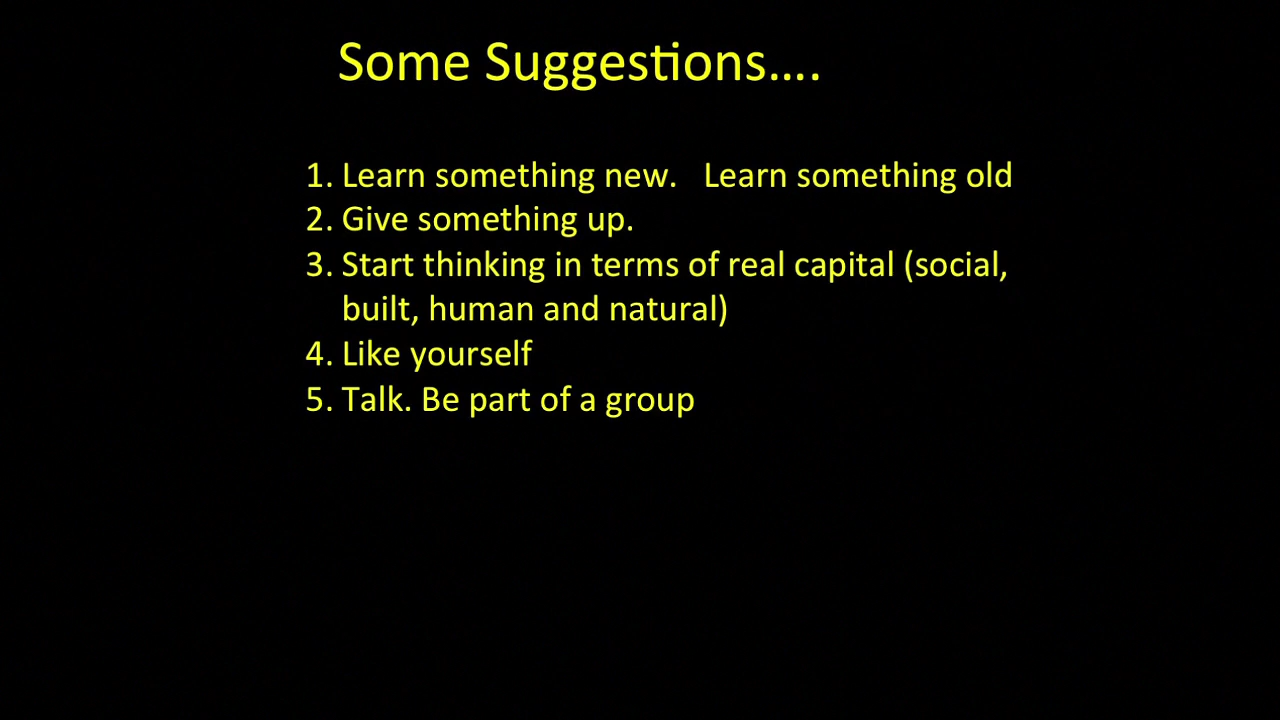 Some Suggestions....
1. Learn something new.   Learn something old
2. Give something up.
3. Start thinking in terms of real capital (social,
built, human and natural)
4. Like yourself
5. Talk. Be part of a group